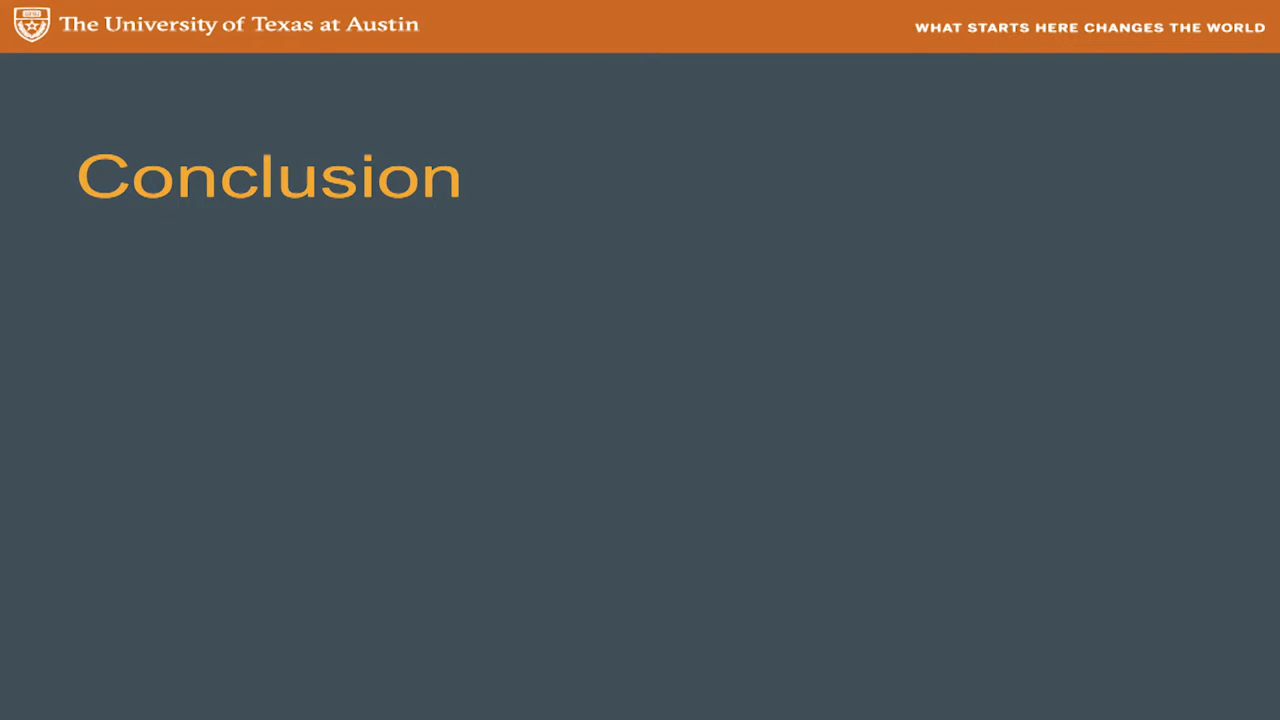 The University of Texas at Austin
WHAT STARTS HERE CHANGES THE WORLD
Conclusion